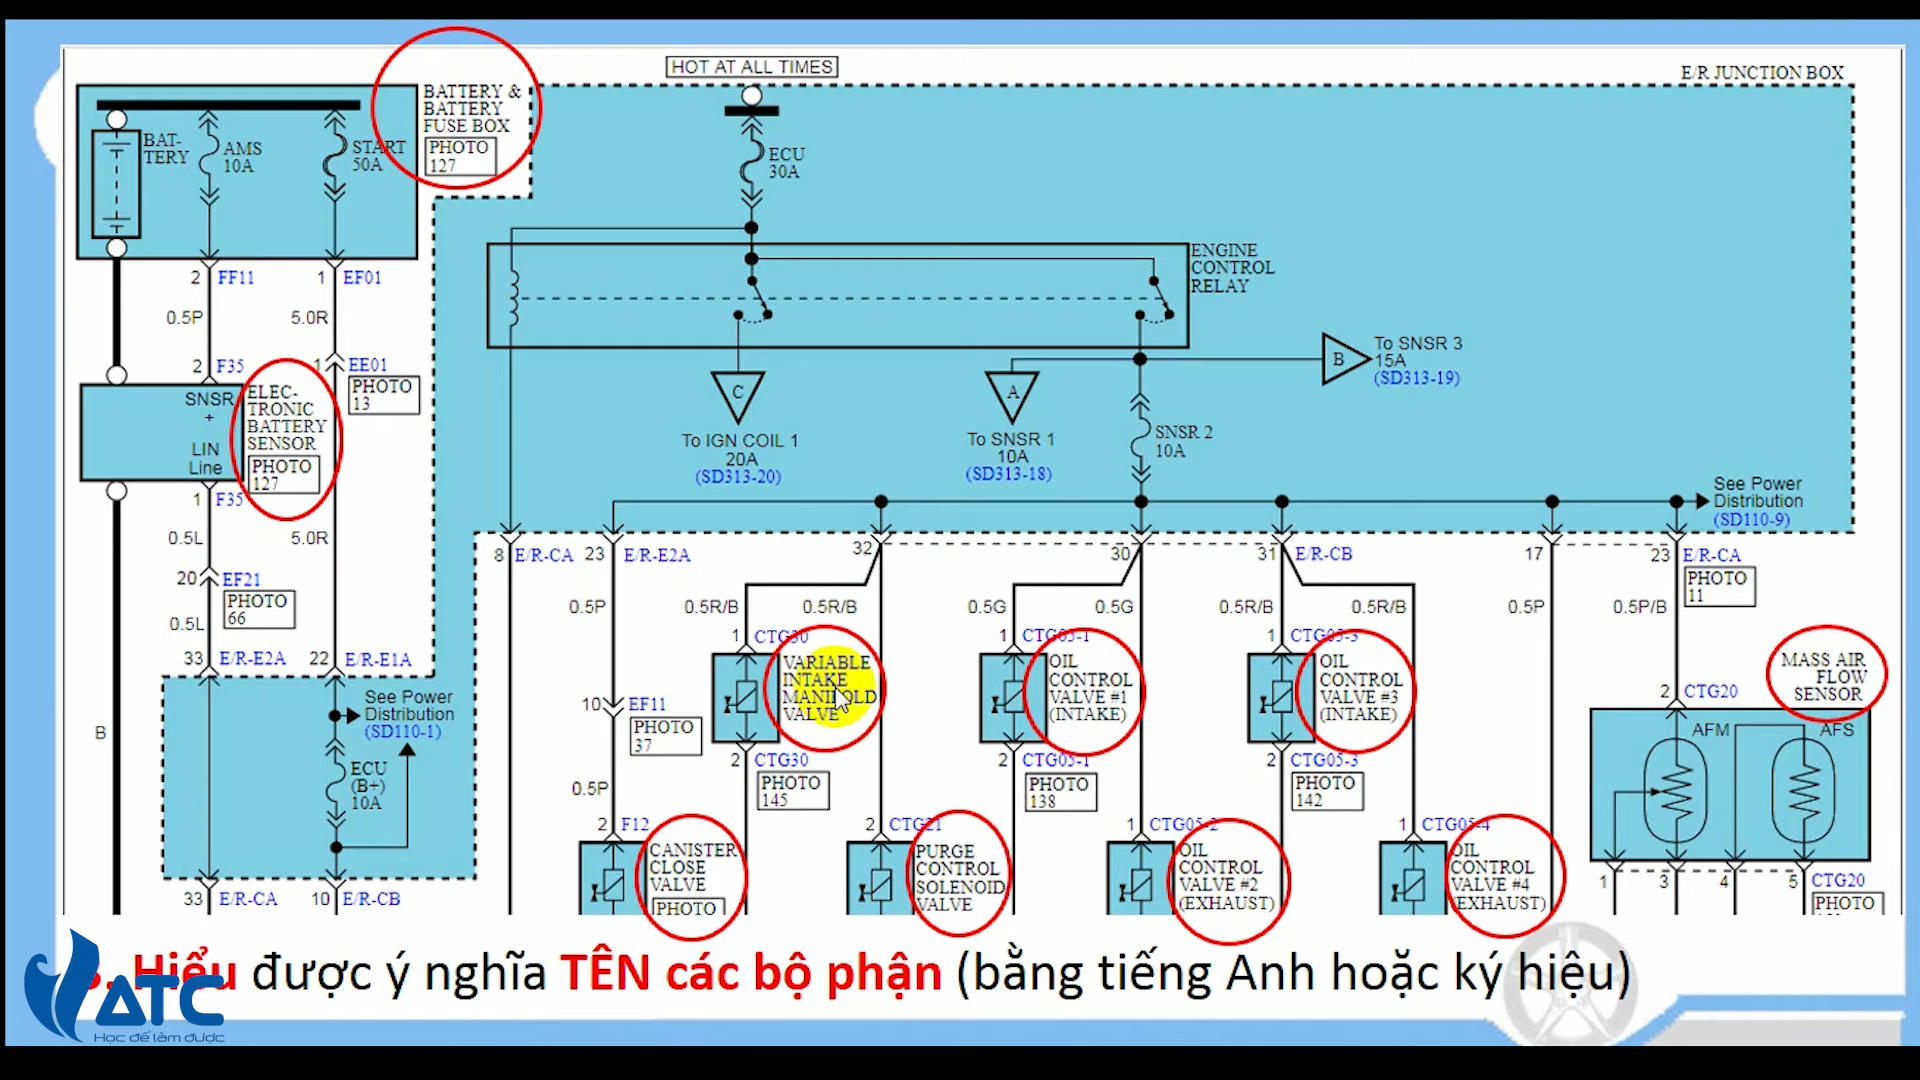 HOT AT ALL TIMES
E/R JUNCTION BOX
BATTERY &
BATTERY
FUSE BOX
PHOTO
127
BAT-
TERY
AMS
10A
START
50A
ECU
30A
ENGINE
CONTROL
RELAY
2 FF11
1 EF01
0.5P
5.0R
2 F35
1 EE01
PHOTO
13
SNSR
+
LIN
Line
ELEC-
TRONIC
BATTERY
SENSOR
PHOTO
127
1 F35
0.5L
5.0R
20 EF21
PHOTO
66
0.5L
33 E/R-E2A
22 E/R-E1A
B
See Power
Distribution
(SD110-1)
ECU
(B+)
10A
33 E/R-CA
10 E/R-CB
C
To IGN COIL 1
20A
(SD313-20)
A
To SNSR 1
10A
(SD313-18)
B
To SNSR 3
15A
(SD313-19)
SNSR 2
10A
See Power
Distribution
(SD110-9)
8 E/R-CA
23 E/R-E2A
32
30
31 E/R-CB
17
23 E/R-CA
PHOTO
11
0.5P
0.5R/B
0.5R/B
0.5G
0.5G
0.5R/B
0.5R/B
0.5P
0.5P/B
1 CTG30
VARIABLE
INTAKE
MANIFOLD
VALVE
2 CTG30
PHOTO
145
1 CTG05-1
OIL
CONTROL
VALVE #1
(INTAKE)
2 CTG05-1
PHOTO
138
1 CTG05-3
OIL
CONTROL
VALVE #3
(INTAKE)
2 CTG05-3
PHOTO
142
MASS AIR
FLOW
SENSOR
2 CTG20
AFM
AFS
10 EF11
PHOTO
37
0.5P
2 F12
CANISTER
CLOSE
VALVE
PHOTO
2 CTG21
PURGE
CONTROL
SOLENOID
VALVE
1 CTG05-2
OIL
CONTROL
VALVE #2
(EXHAUST)
1 CTG05-4
OIL
CONTROL
VALVE #4
(EXHAUST)
1 3 4 5 CTG20
PHOTO
Hiểu được ý nghĩa TÊN các bộ phận (bằng tiếng Anh hoặc ký hiệu)
ATC
Học để làm được